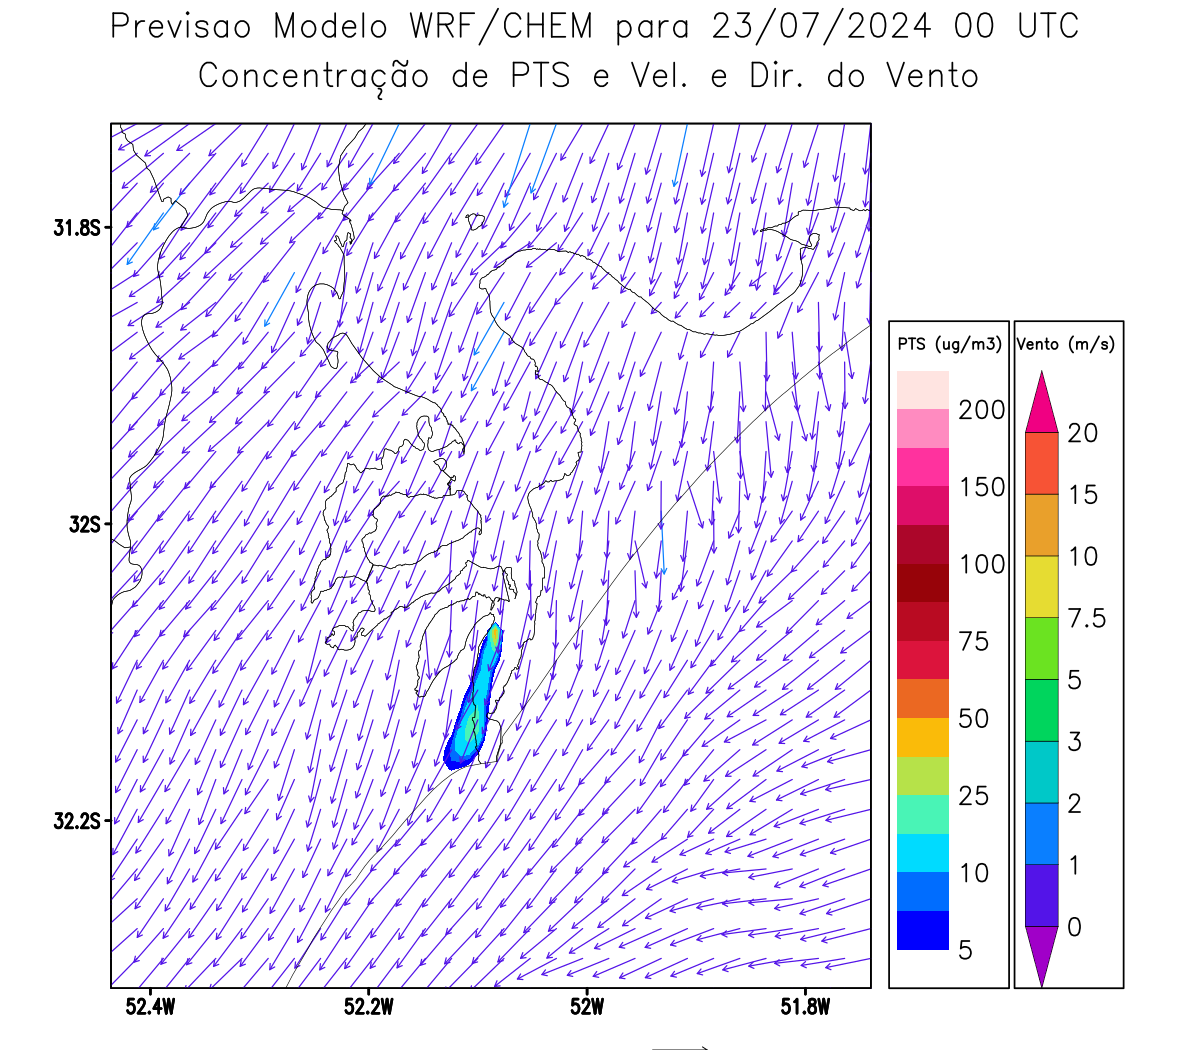 Previsao Modelo WRF/CHEM para 23/07/2024 00 UTC
Concentração de PTS e Vel. e Dir. do Vento
31.8S
32S
32.2S
52.4W
52.2W
52W
51.8W
PTS (ug/m3)
200
150
100
75
50
25
10
5
Vento (m/s)
20
15
10
7.5
5
3
2
1
0